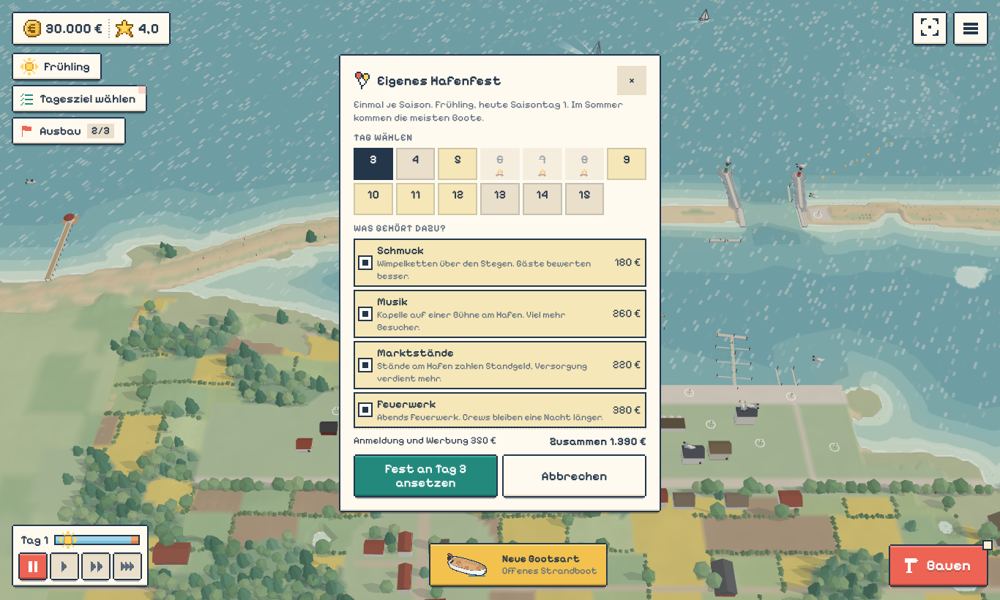 30.000 €
4,0
Frühling
Tagesziel wählen
Ausbau 2/3
Eigenes Hafenfest
×
Einmal je Saison. Frühling, heute Saisontag 1. Im Sommer
kommen die meisten Boote.
TAG WÄHLEN
3 4 5 6 7 8 9
10 11 12 13 14 15
WAS GEHÖRT DAZU?
Schmuck
Wimpelketten über den Stegen. Gäste bewerten
besser.
180 €
Musik
Kapelle auf einer Bühne am Hafen. Viel mehr
Besucher.
260 €
Marktstände
Stände am Hafen zahlen Standgeld. Versorgung
verdient mehr.
220 €
Feuerwerk
Abends Feuerwerk. Crews bleiben eine Nacht länger.
380 €
Anmeldung und Werbung 350 €
Zusammen 1.390 €
Fest an Tag 3
ansetzen
Abbrechen
Tag 1
Neue Bootsart
Offenes Strandboot
Bauen